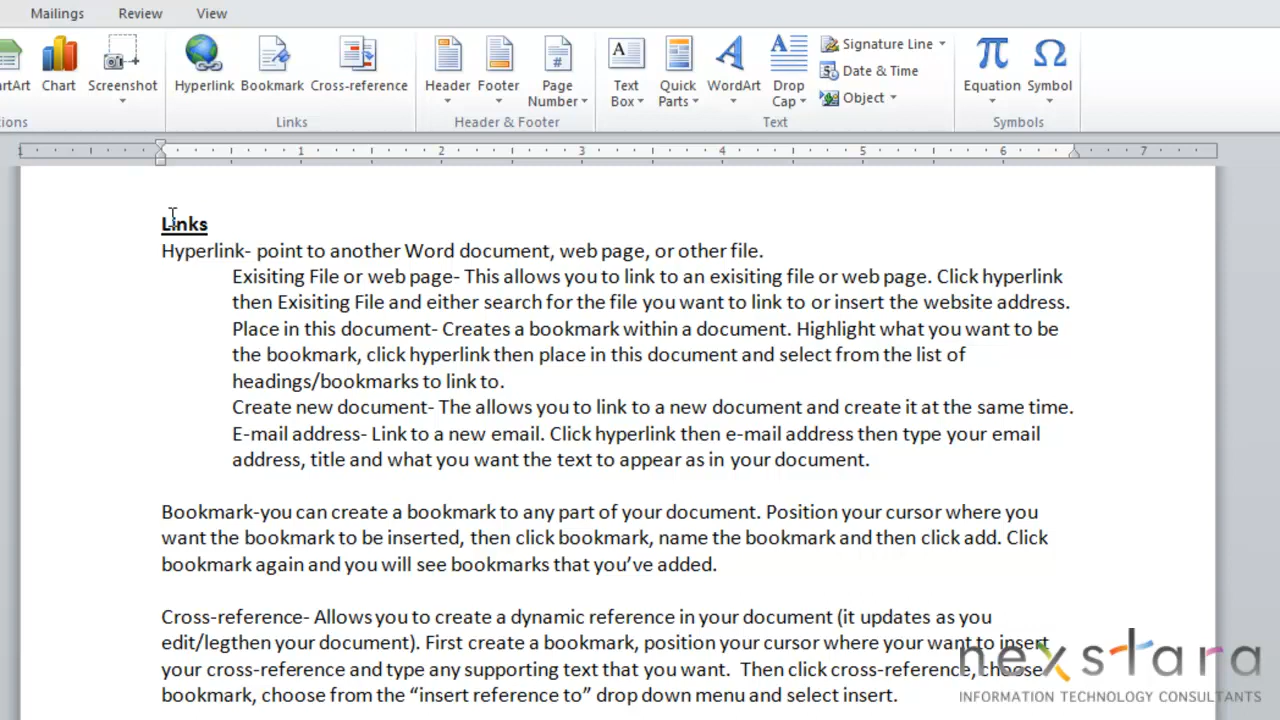 Mailings Review View
rtArt Chart Screenshot Hyperlink Bookmark Cross-reference Header Footer Page Number Text Box Quick Parts WordArt Drop Cap Signature Line Date & Time Object Equation Symbol
ions Links Header & Footer Text Symbols
1 1 2 3 4 5 6 7
Links
Hyperlink- point to another Word document, web page, or other file.
Exisiting File or web page- This allows you to link to an exisiting file or web page. Click hyperlink
then Exisiting File and either search for the file you want to link to or insert the website address.
Place in this document- Creates a bookmark within a document. Highlight what you want to be
the bookmark, click hyperlink then place in this document and select from the list of
headings/bookmarks to link to.
Create new document- The allows you to link to a new document and create it at the same time.
E-mail address- Link to a new email. Click hyperlink then e-mail address then type your email
address, title and what you want the text to appear as in your document.
Bookmark-you can create a bookmark to any part of your document. Position your cursor where you
want the bookmark to be inserted, then click bookmark, name the bookmark and then click add. Click
bookmark again and you will see bookmarks that you’ve added.
Cross-reference- Allows you to create a dynamic reference in your document (it updates as you
edit/legthen your document). First create a bookmark, position your cursor where your want to insert
your cross-reference and type any supporting text that you want.  Then click cross-reference, choose
bookmark, choose from the “insert reference to” drop down menu and select insert.
nexstara
INFORMATION TECHNOLOGY CONSULTANTS